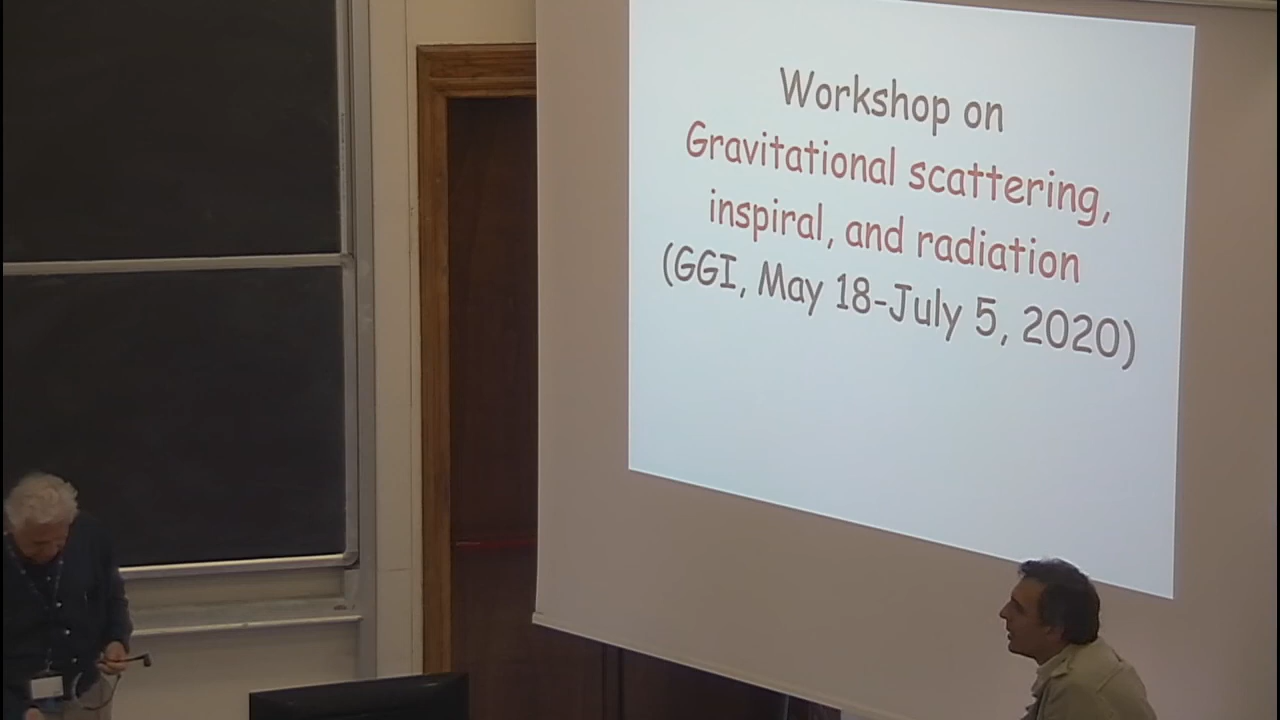 Workshop on
Gravitational scattering,
inspiral, and radiation
(GGI, May 18-July 5, 2020)